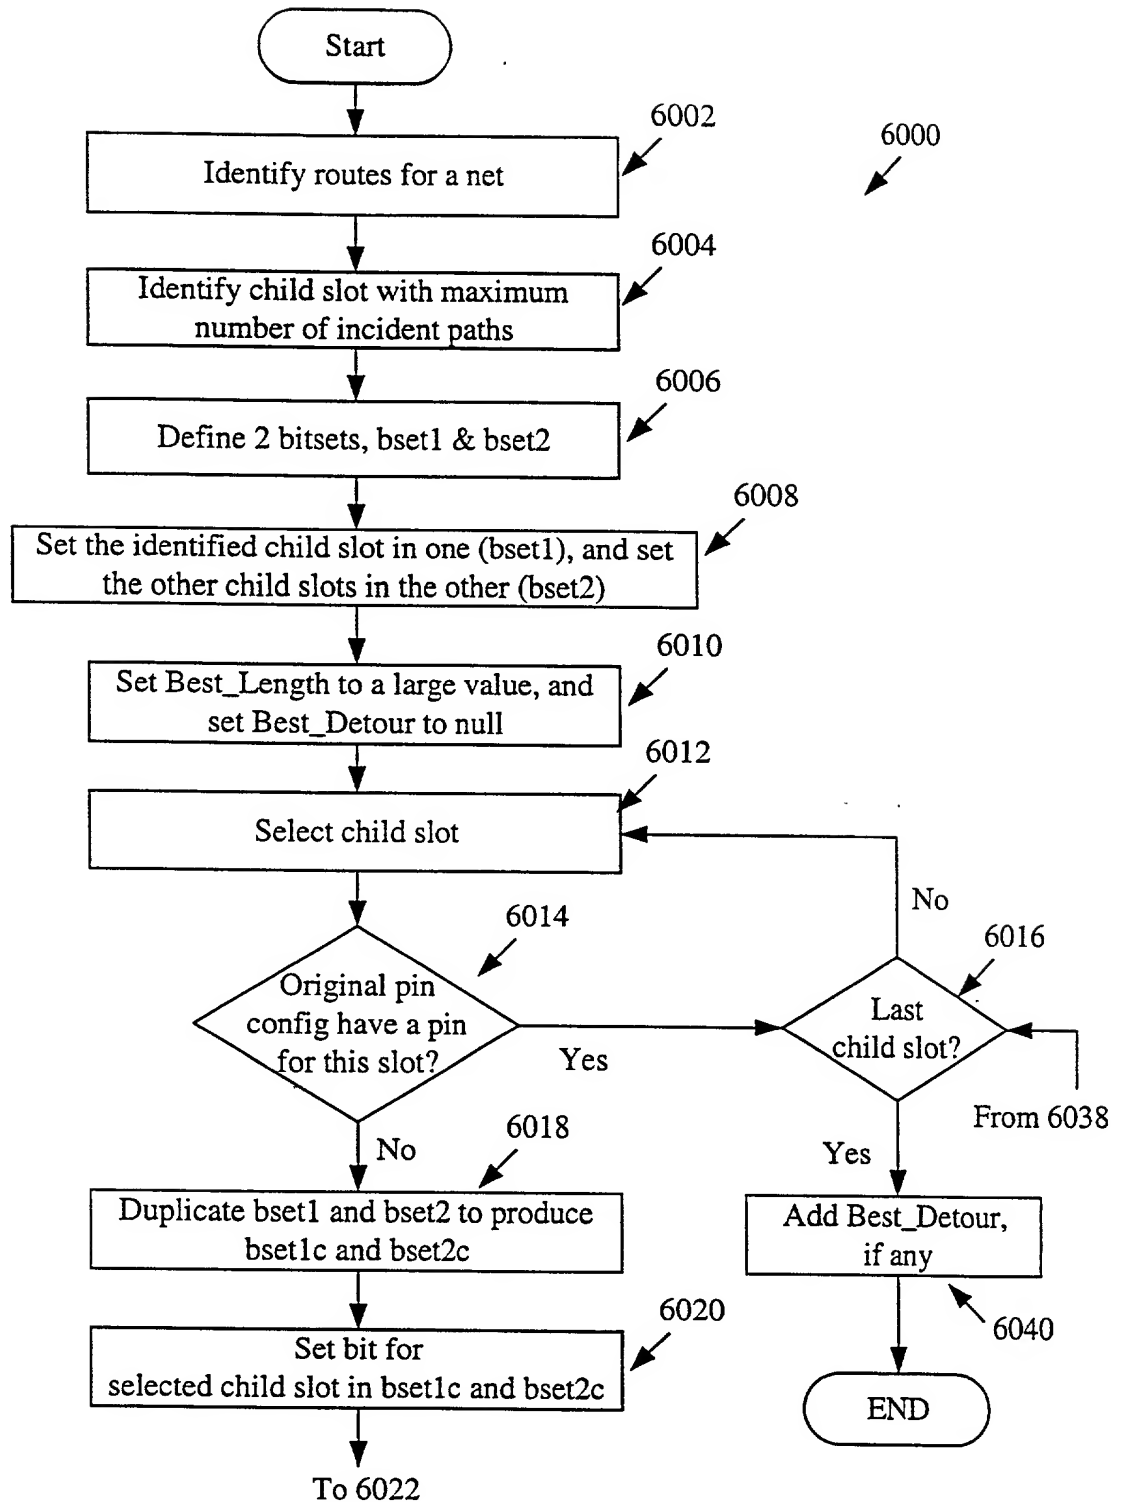 Start
6002
6000
Identify routes for a net
6004
Identify child slot with maximum
number of incident paths
6006
Define 2 bitsets, bset1 & bset2
6008
Set the identified child slot in one (bset1), and set
the other child slots in the other (bset2)
6010
Set Best_Length to a large value, and
set Best_Detour to null
6012
Select child slot
No
6014
6016
Original pin
config have a pin
for this slot?
Yes
Last
child slot?
From 6038
No
6018
Yes
Duplicate bset1 and bset2 to produce
bset1c and bset2c
Add Best_Detour,
if any
6020
6040
Set bit for
selected child slot in bset1c and bset2c
END
To 6022